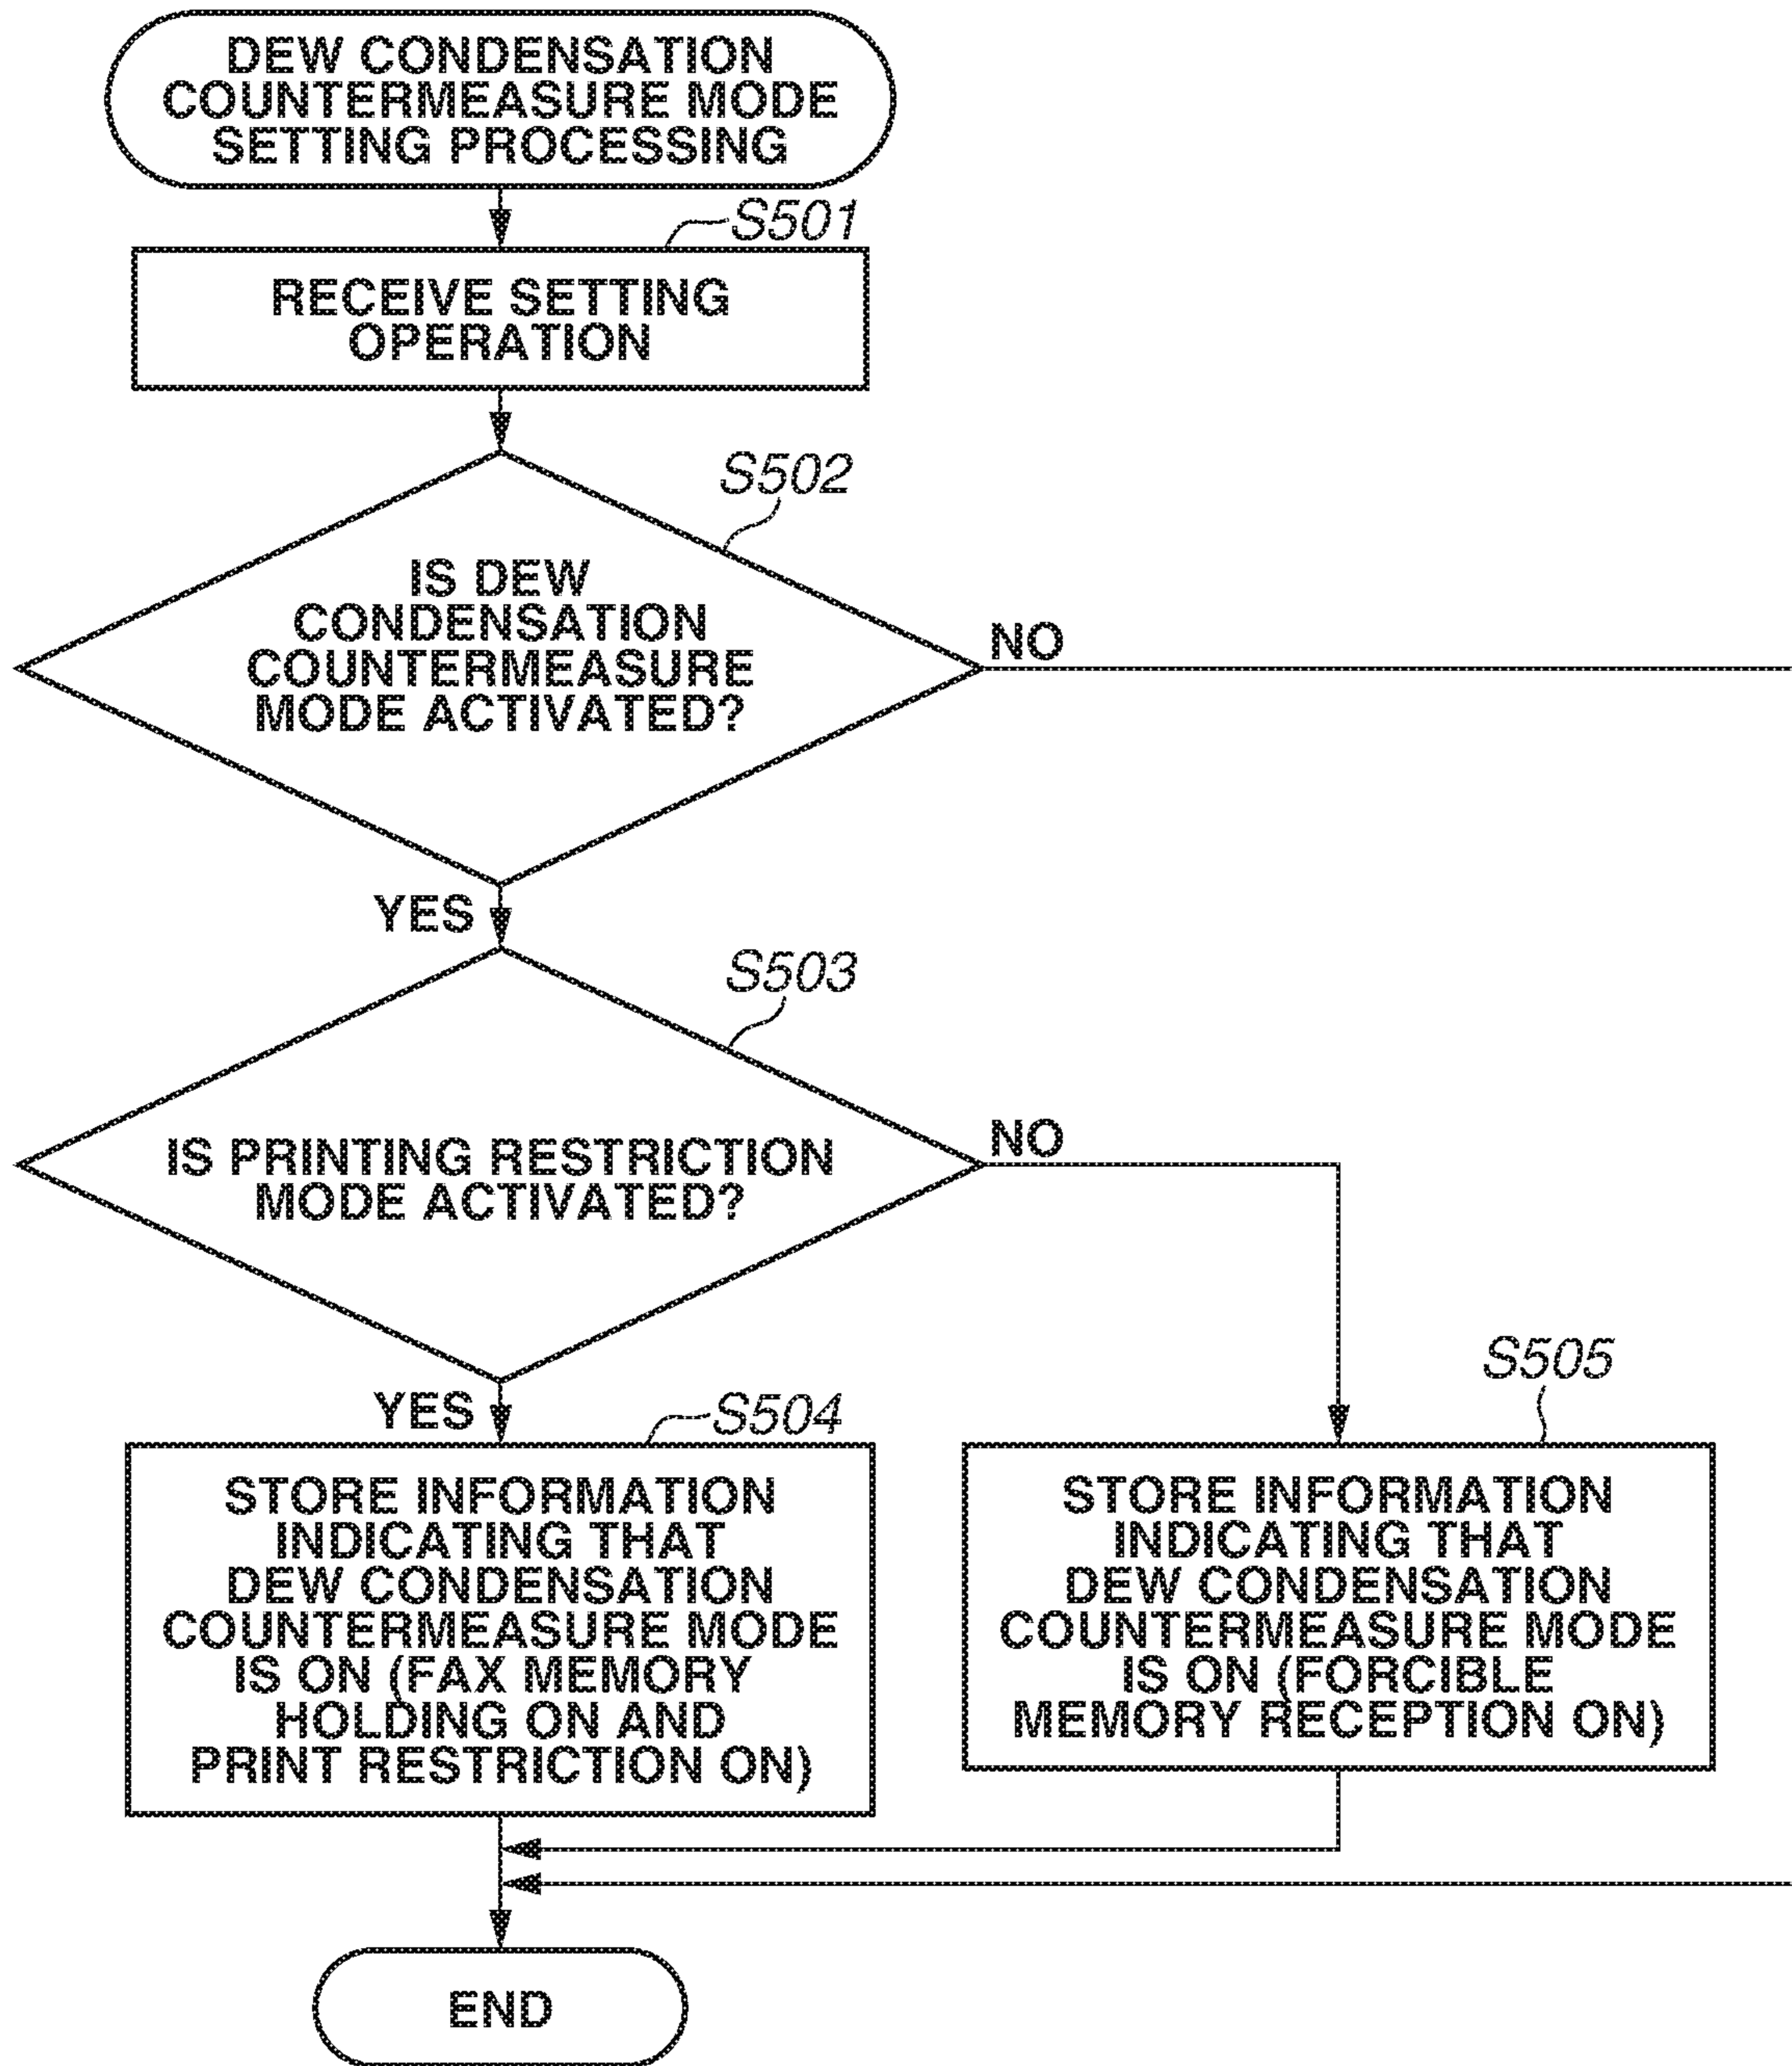 DEW CONDENSATION
COUNTERMEASURE MODE
SETTING PROCESSING
S501
RECEIVE SETTING
OPERATION
S502
IS DEW
CONDENSATION
COUNTERMEASURE
MODE ACTIVATED?
NO
YES
S503
IS PRINTING RESTRICTION
MODE ACTIVATED?
NO
YES
S504
STORE INFORMATION
INDICATING THAT
DEW CONDENSATION
COUNTERMEASURE MODE
IS ON (FAX MEMORY
HOLDING ON AND
PRINT RESTRICTION ON)
S505
STORE INFORMATION
INDICATING THAT
DEW CONDENSATION
COUNTERMEASURE MODE
IS ON (FORCIBLE
MEMORY RECEPTION ON)
END